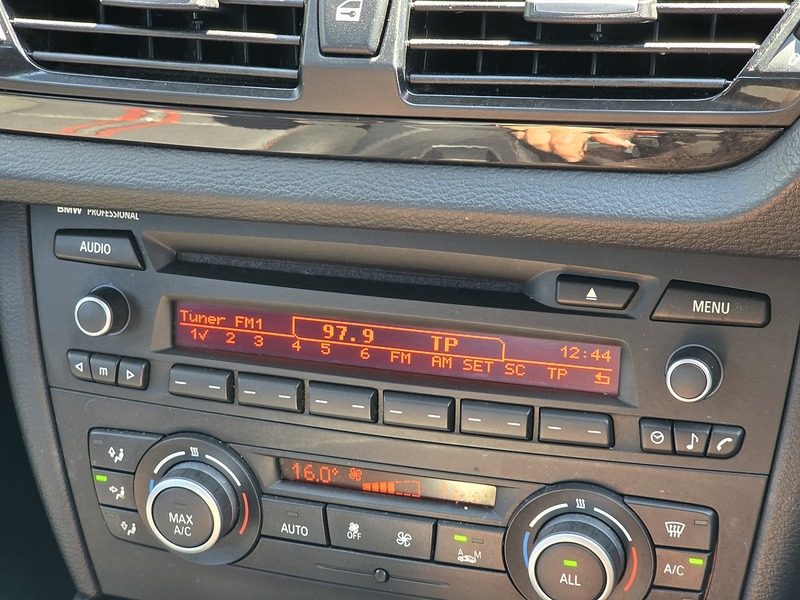 BMW PROFESSIONAL
AUDIO
MENU
Tuner FM1 97.9 TP 12:44
1✓ 2 3 4 5 6 FM AM SET SC TP
m
16.0°
MAX A/C
AUTO
OFF
A M
ALL
A/C